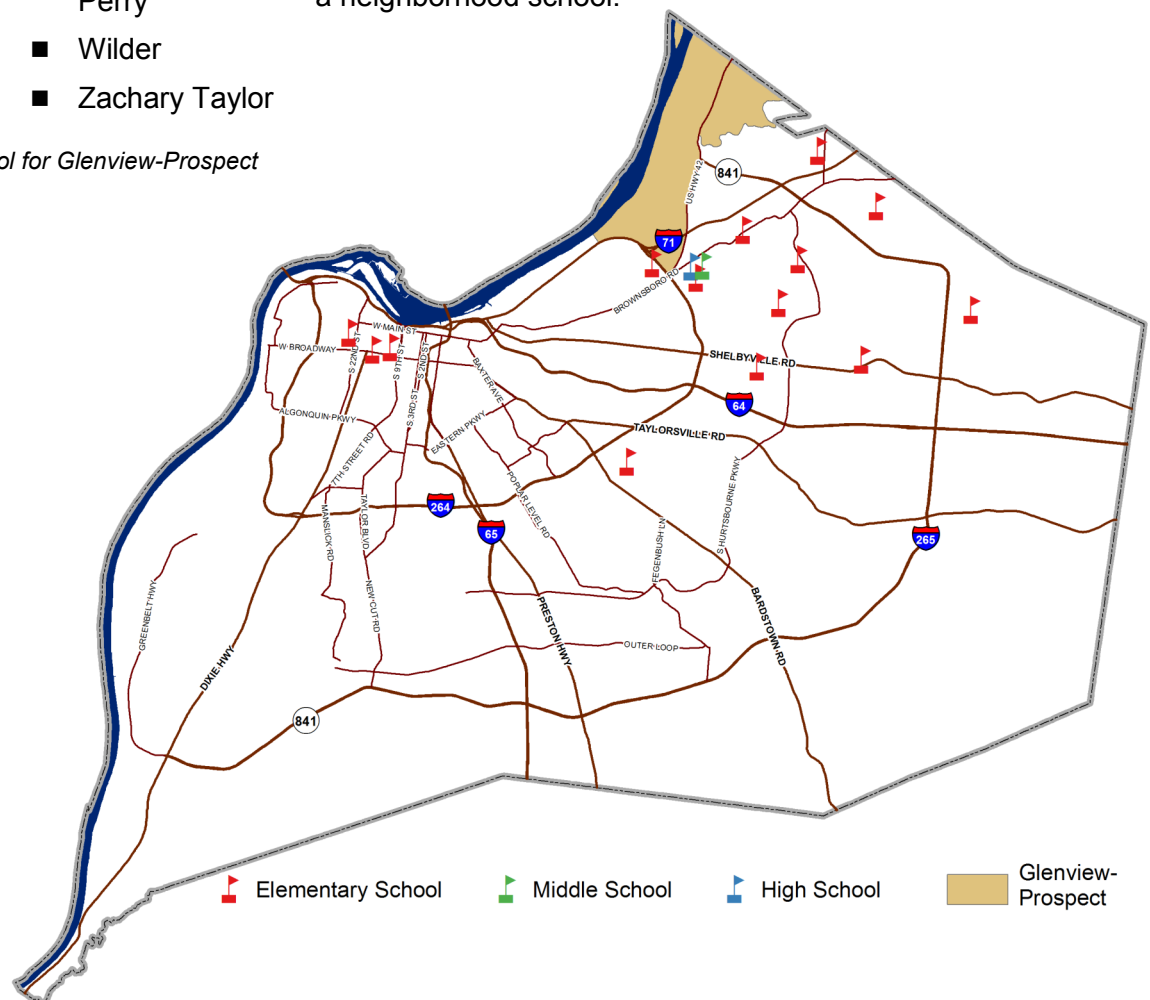 Perry
a neighborhood school.
■ Wilder
■ Zachary Taylor
ol for Glenview-Prospect
US HWY 42
841
71
BROWNSBORO RD
W MAIN ST
W BROADWAY
S 22ND ST
S 9TH ST
S 2ND ST
S 3RD ST
BAXTER AVE
SHELBYVILLE RD
64
ALGONQUIN PKWY
EASTERN PKWY
TAYLORSVILLE RD
7TH STREET RD
POPLAR LEVEL RD
S HURTSBOURNE PKWY
264
65
265
MANSLICK RD
TAYLOR BLVD
FEGENBUSH LN
GREENBELT HWY
NEW CUT RD
PRESTON HWY
BARDSTOWN RD
OUTER LOOP
DIXIE HWY
841
Elementary School
Middle School
High School
Glenview-
Prospect